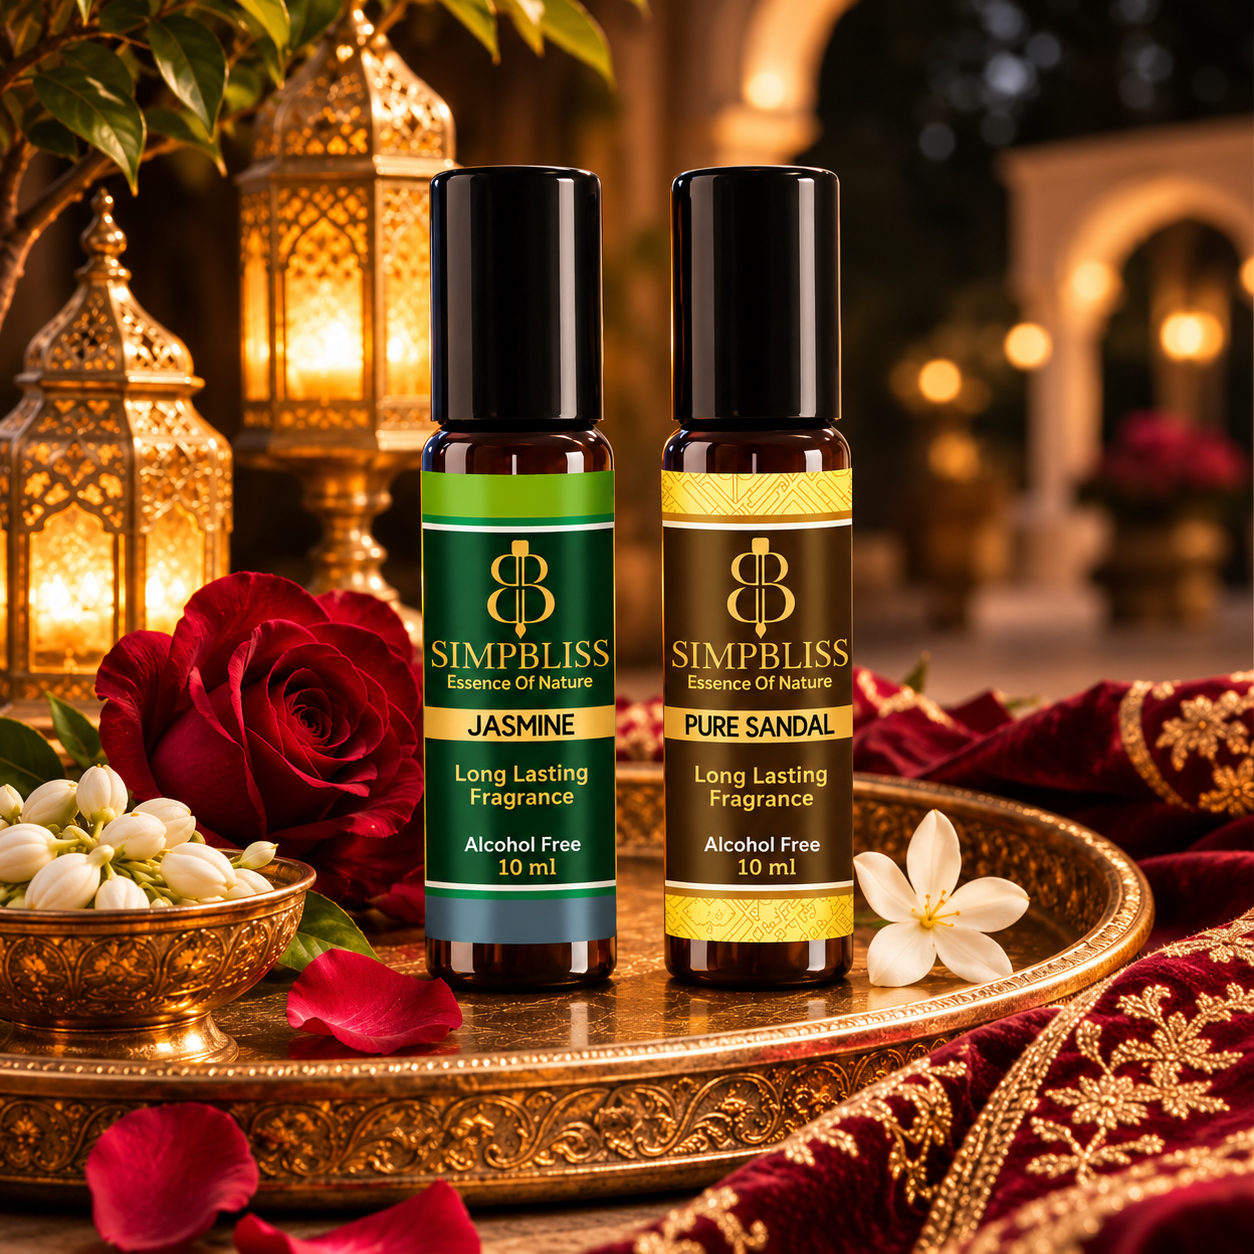 SIMPBLISS
Essence Of Nature
JASMINE
Long Lasting
Fragrance
Alcohol Free
10 ml
SIMPBLISS
Essence Of Nature
PURE SANDAL
Long Lasting
Fragrance
Alcohol Free
10 ml